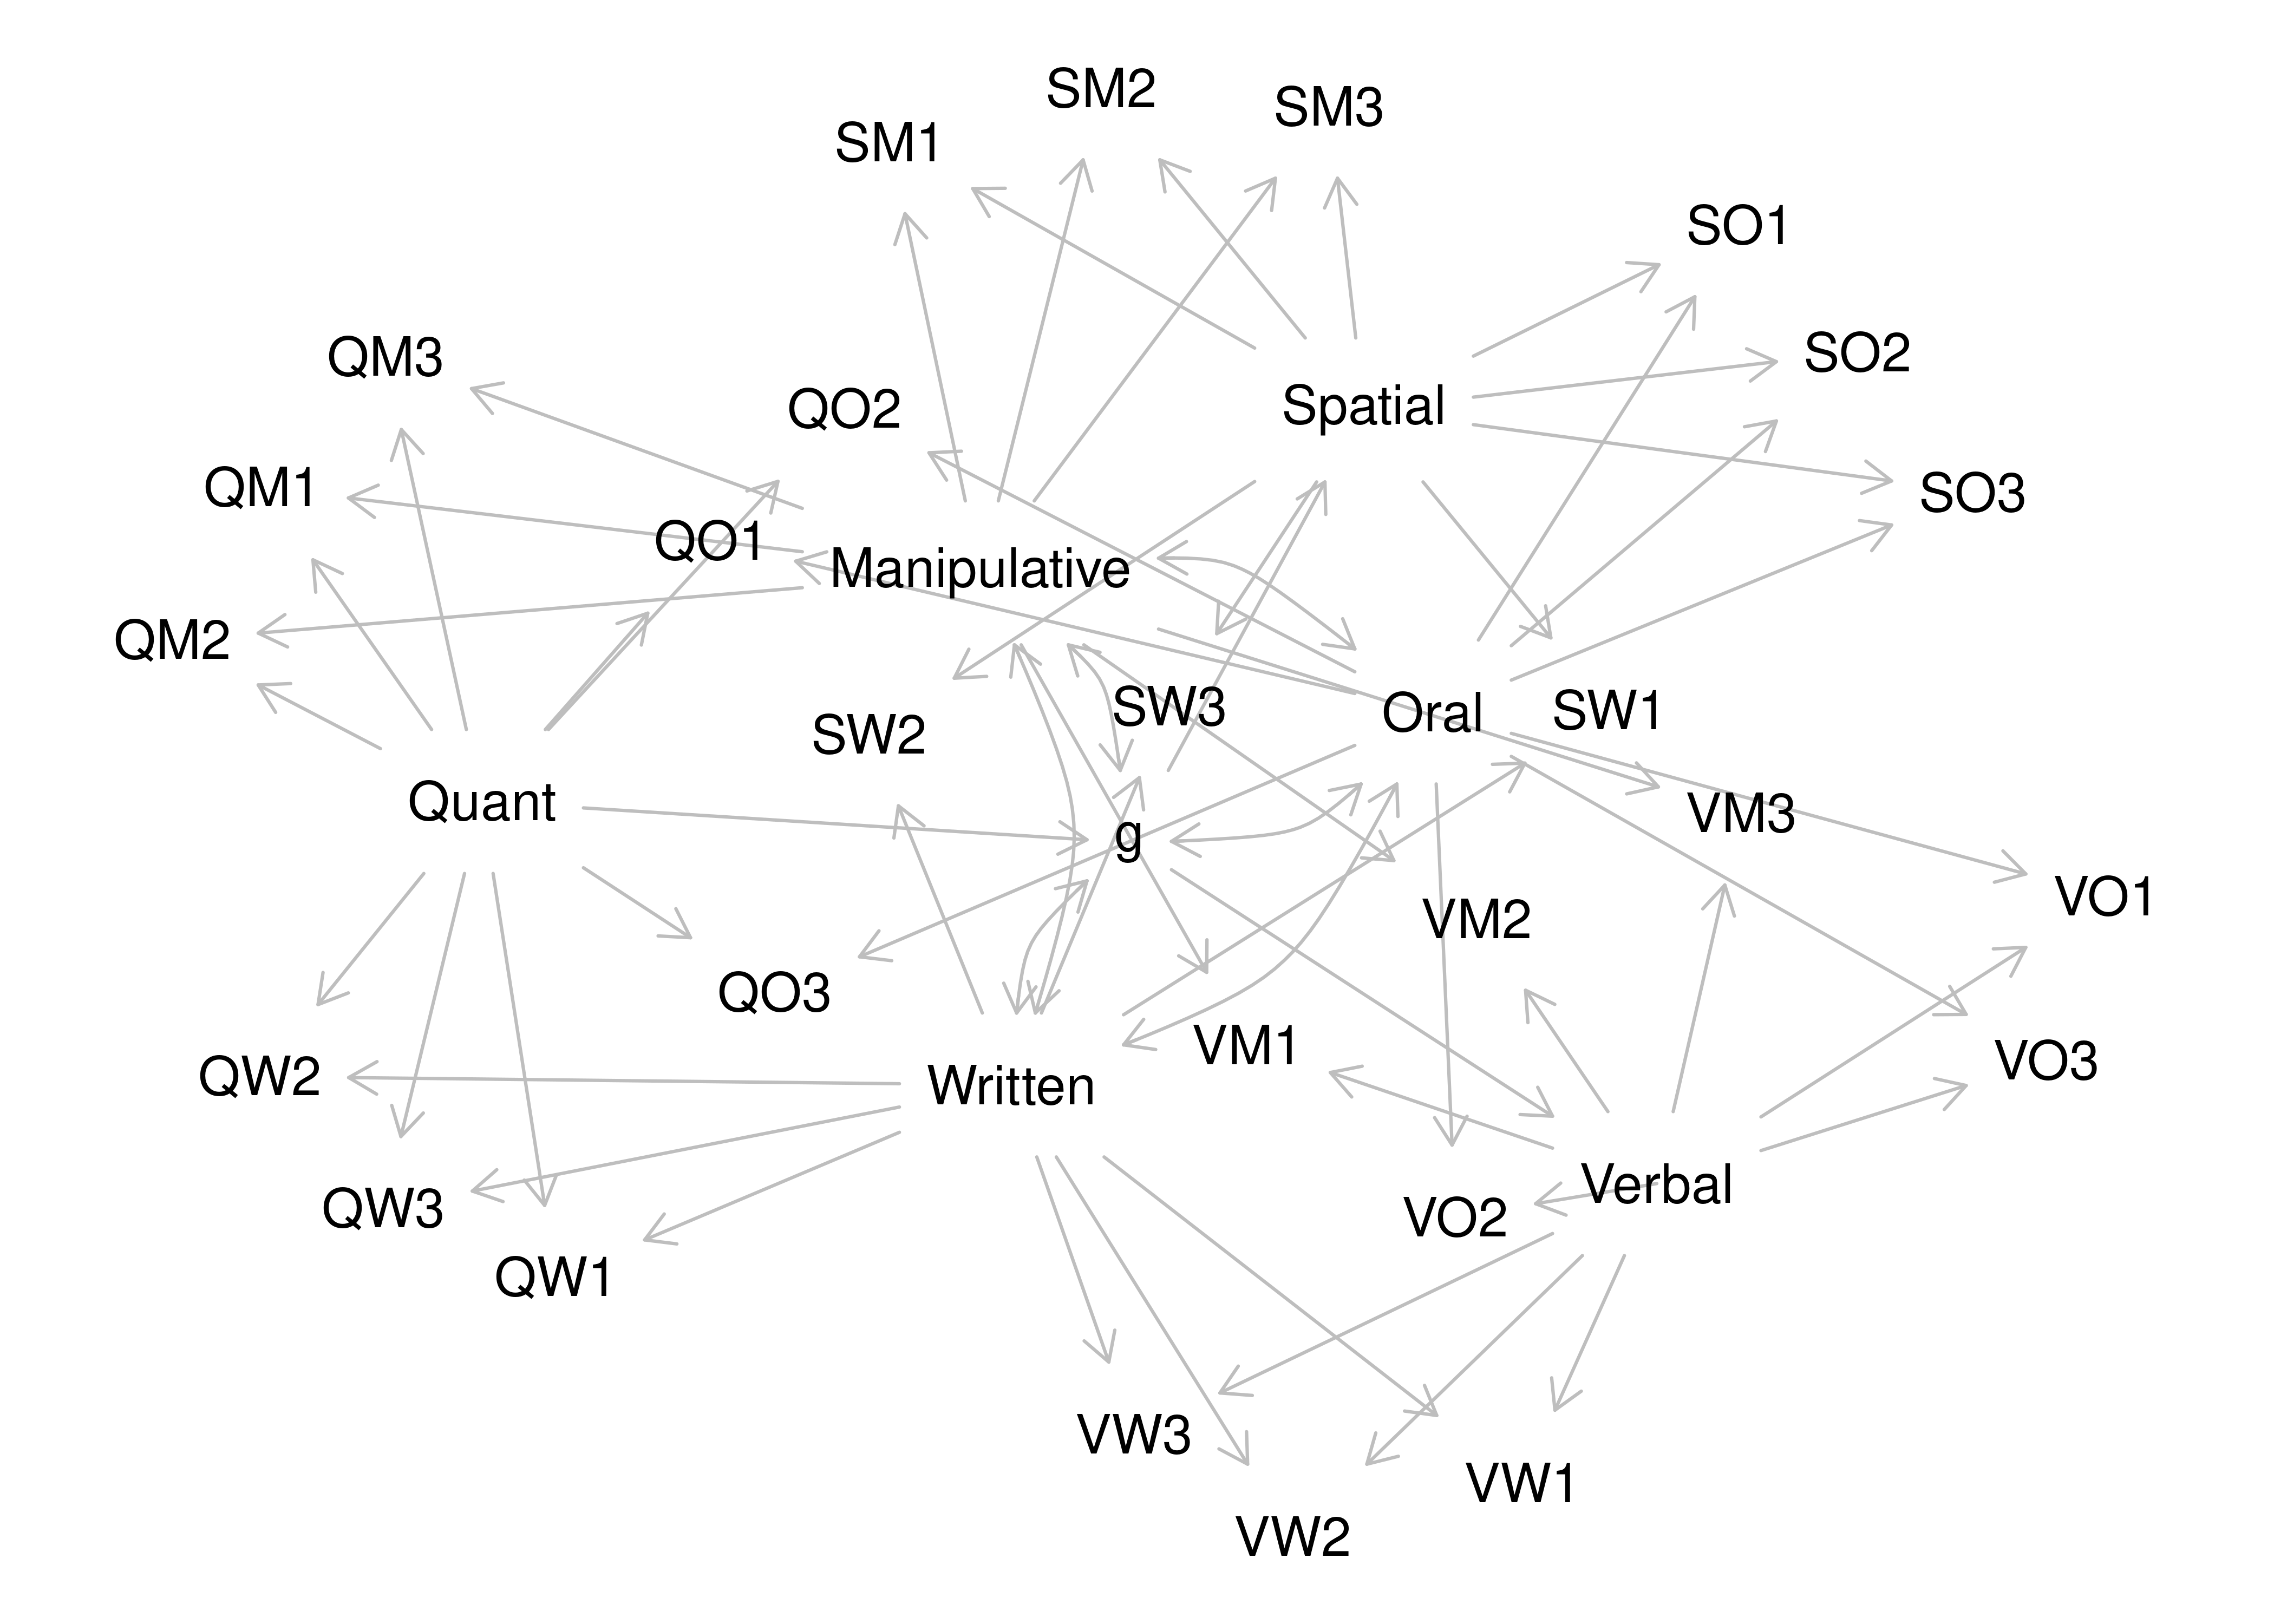 SM2
SM3
SM1
SO1
QM3
SO2
QO2
Spatial
QM1
SO3
QO1
Manipulative
QM2
SW3
Oral
SW1
SW2
Quant
VM3
g
VO1
VM2
QO3
VM1
VO3
QW2
Written
Verbal
QW3
VO2
QW1
VW3
VW1
VW2